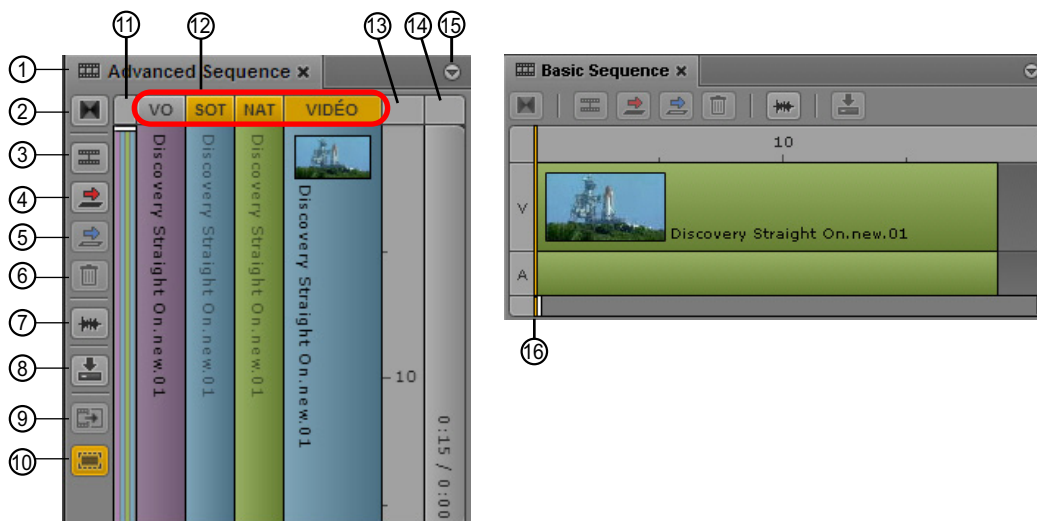 11
12
13
14
15
1
Advanced Sequence
2
VO SOT NAT VIDÉO
3
4
5
6
7
8
9
10
Discovery Straight On.new.01
Discovery Straight On.new.01
Discovery Straight On.new.01
Discovery Straight On.new.01
10
0:15 / 0:00
Basic Sequence
10
V
Discovery Straight On.new.01
A
16